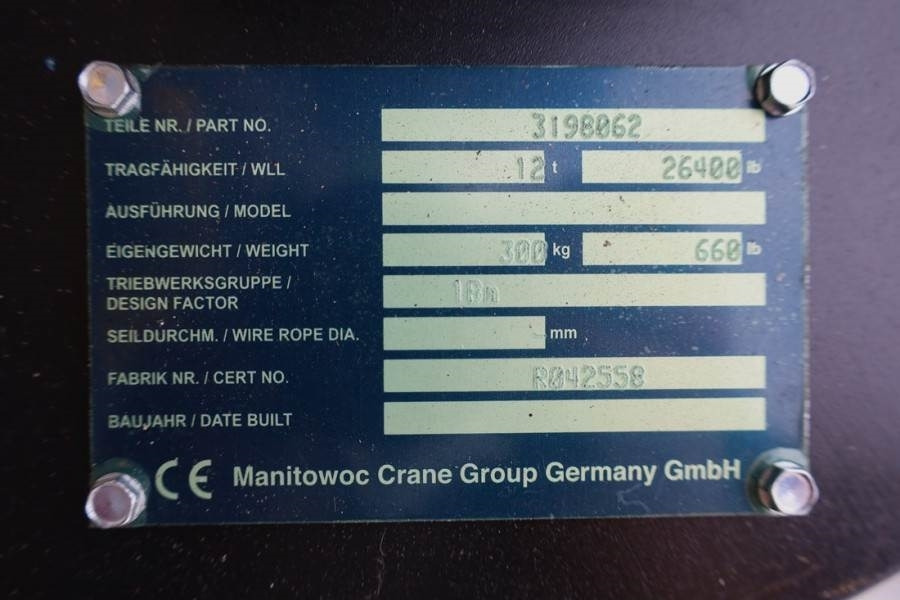 TEILE NR. / PART NO. 3198062
TRAGFÄHIGKEIT / WLL 12 t 26400 lb
AUSFÜHRUNG / MODEL
EIGENGEWICHT / WEIGHT 300 kg 660 lb
TRIEBWERKSGRUPPE /
DESIGN FACTOR 1Bm
SEILDURCHM. / WIRE ROPE DIA. mm
FABRIK NR. / CERT NO. R042558
BAUJAHR / DATE BUILT
CE Manitowoc Crane Group Germany GmbH